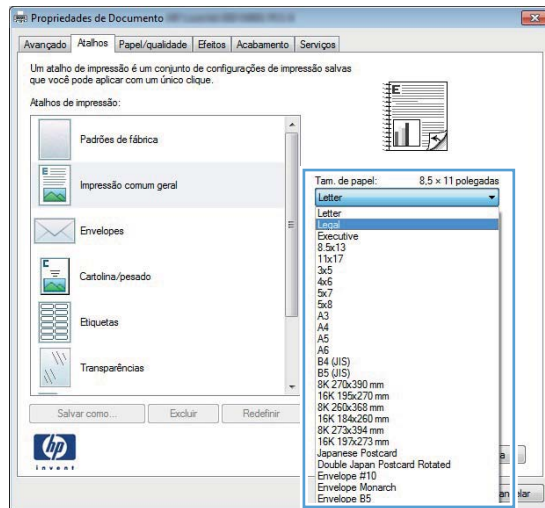 Propriedades de Documento
Avançado Atalhos Papel/qualidade Efeitos Acabamento Serviços
Um atalho de impressão é um conjunto de configurações de impressão salvas
que você pode aplicar com um único clique.
Atalhos de impressão:
Padrões de fábrica
Impressão comum geral
Envelopes
Cartolina/pesado
Etiquetas
Transparências
Salvar como... Excluir Redefinir
hp
invent
E
E
E
Tam. de papel: 8,5 × 11 polegadas
Letter
Letter
Legal
Executive
8.5x13
11x17
3x5
4x6
5x7
5x8
A3
A4
A5
A6
B4 (JIS)
B5 (JIS)
8K 270x390 mm
16K 195x270 mm
8K 260x368 mm
16K 184x260 mm
8K 273x394 mm
16K 197x273 mm
Japanese Postcard
Double Japan Postcard Rotated
Envelope #10
Envelope Monarch
Envelope B5